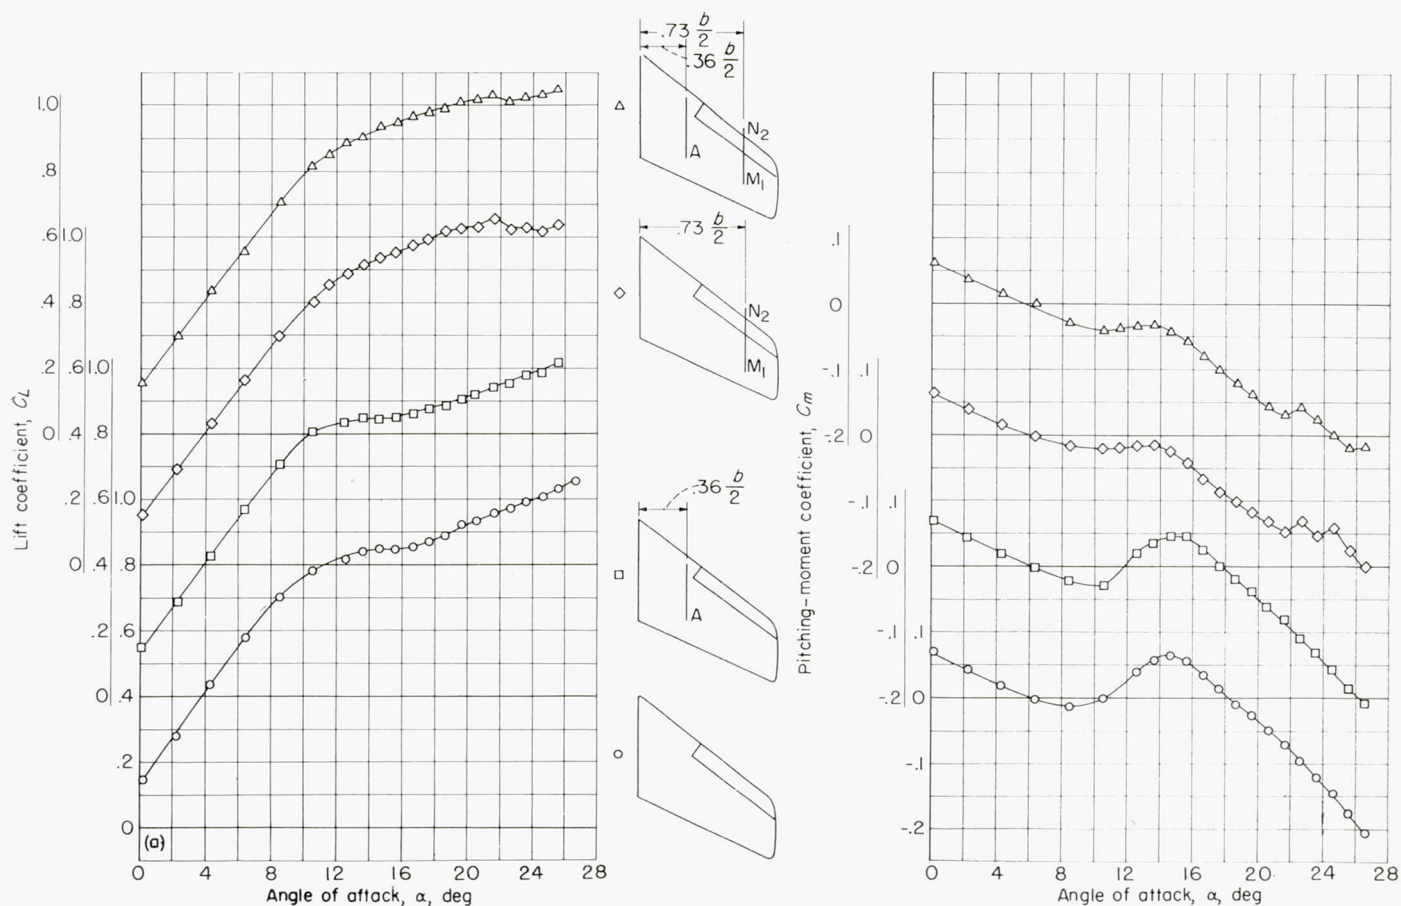 .73 b/2
.36 b/2
N2
A
M1
.73 b/2
N2
M1
.36 b/2
A
1.0
.8
.6 1.0
.4 .8
.2 .6 1.0
0 .4 .8
.2 .6 1.0
0 .4 .8
.2 .6
0 .4
.2
0
(a)
0 4 8 12 16 20 24 28
Angle of attack, α, deg
Lift coefficient, CL
.1
0
-.1 .1
-.2 0
-.1 .1
-.2 0
-.1 .1
-.2 0
-.1
-.2
0 4 8 12 16 20 24 28
Angle of attack, α, deg
Pitching-moment coefficient, Cm